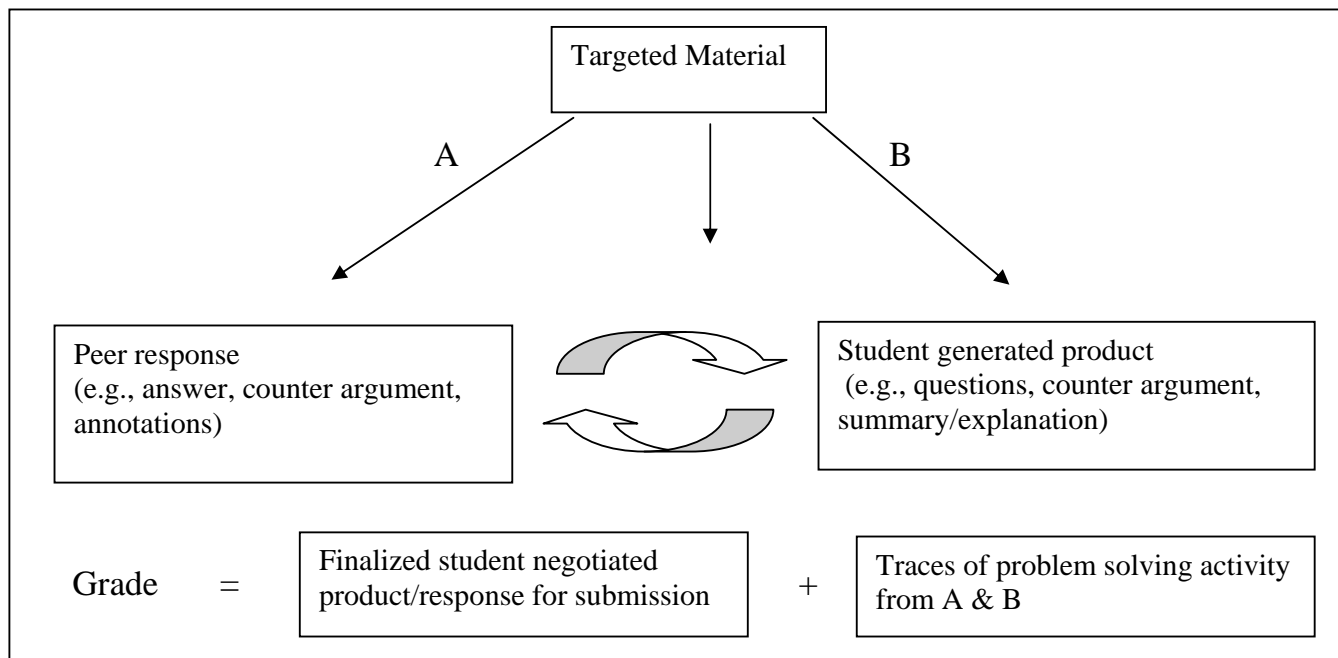 Targeted Material
A
B
Peer response
(e.g., answer, counter argument,
annotations)
Student generated product
(e.g., questions, counter argument,
summary/explanation)
Grade
=
Finalized student negotiated
product/response for submission
+
Traces of problem solving activity
from A & B